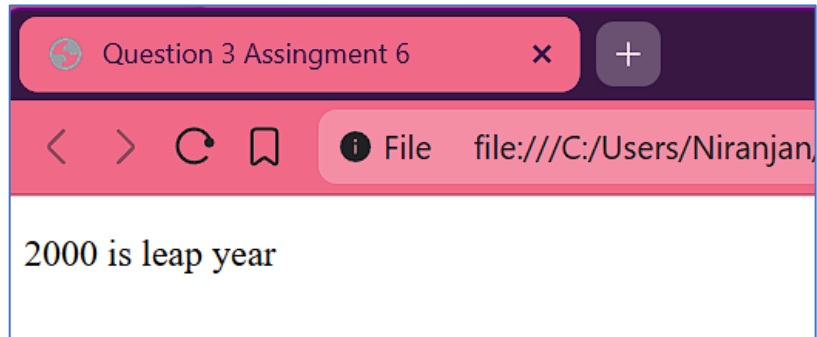 Question 3 Assingment 6
File file:///C:/Users/Niranjan/
2000 is leap year